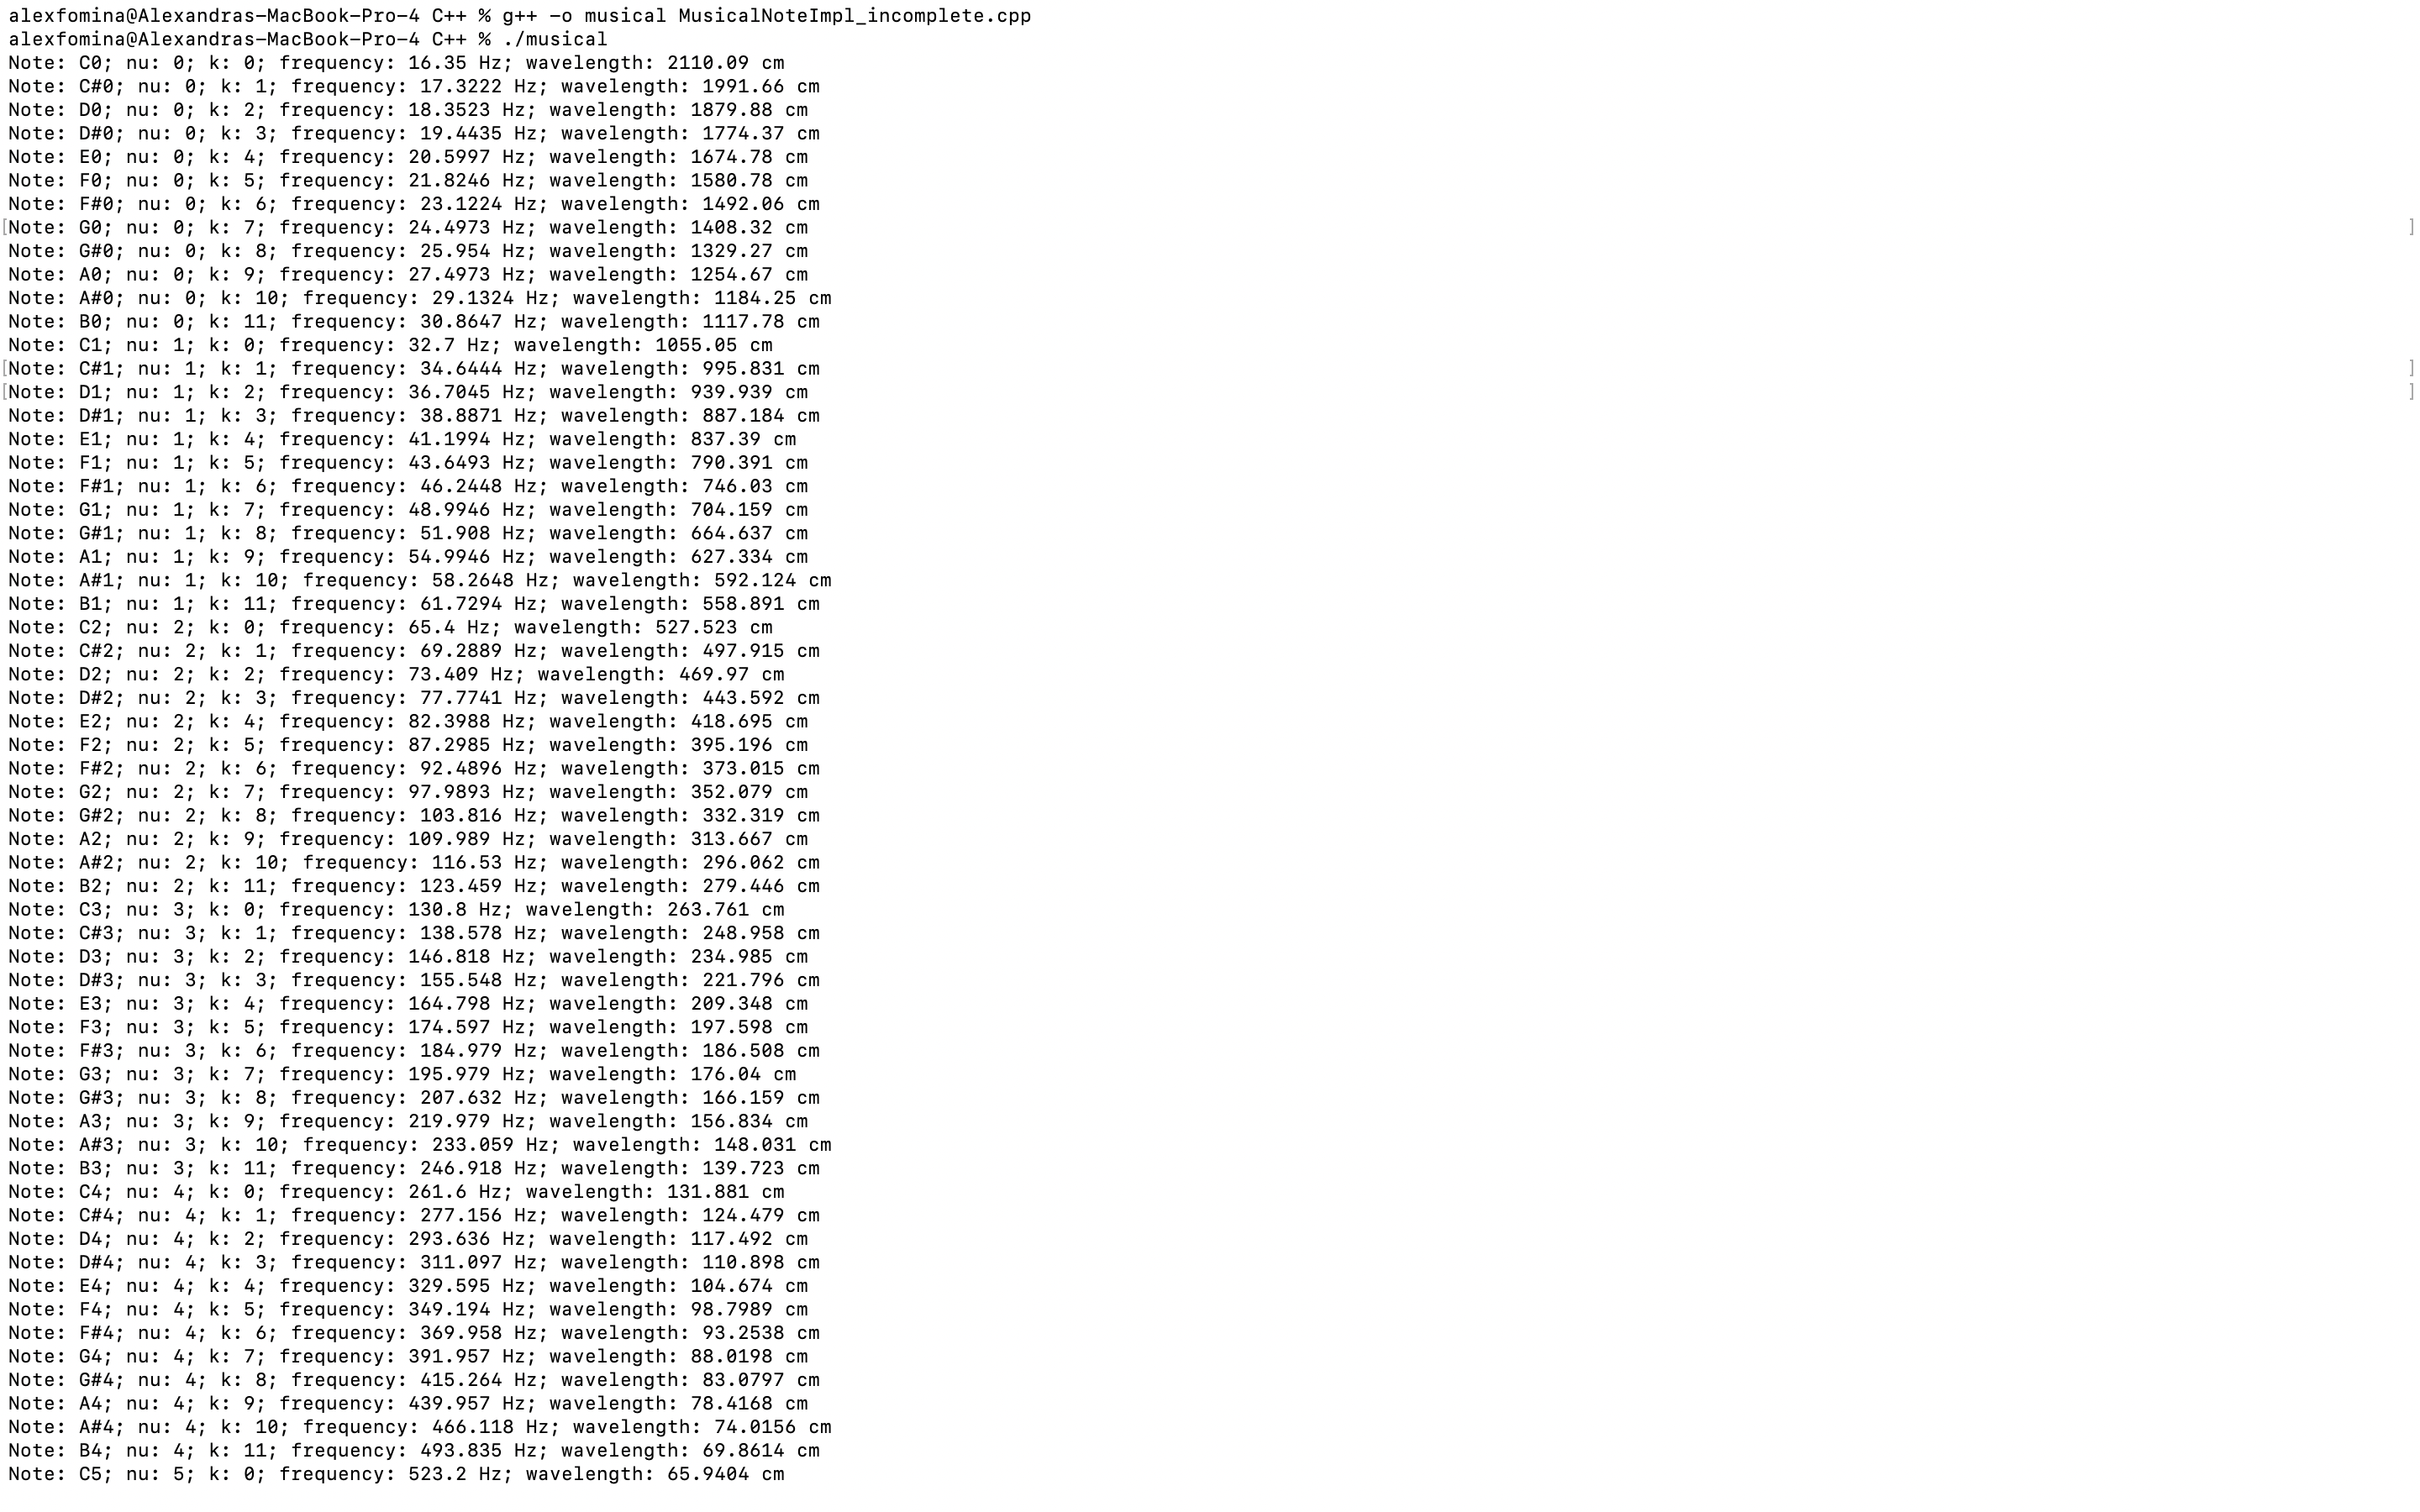 alexfomina@Alexandras-MacBook-Pro-4 C++ % g++ -o musical MusicalNoteImpl_incomplete.cpp
alexfomina@Alexandras-MacBook-Pro-4 C++ % ./musical
Note: C0; nu: 0; k: 0; frequency: 16.35 Hz; wavelength: 2110.09 cm
Note: C#0; nu: 0; k: 1; frequency: 17.3222 Hz; wavelength: 1991.66 cm
Note: D0; nu: 0; k: 2; frequency: 18.3523 Hz; wavelength: 1879.88 cm
Note: D#0; nu: 0; k: 3; frequency: 19.4435 Hz; wavelength: 1774.37 cm
Note: E0; nu: 0; k: 4; frequency: 20.5997 Hz; wavelength: 1674.78 cm
Note: F0; nu: 0; k: 5; frequency: 21.8246 Hz; wavelength: 1580.78 cm
Note: F#0; nu: 0; k: 6; frequency: 23.1224 Hz; wavelength: 1492.06 cm
[Note: G0; nu: 0; k: 7; frequency: 24.4973 Hz; wavelength: 1408.32 cm ]
Note: G#0; nu: 0; k: 8; frequency: 25.954 Hz; wavelength: 1329.27 cm
Note: A0; nu: 0; k: 9; frequency: 27.4973 Hz; wavelength: 1254.67 cm
Note: A#0; nu: 0; k: 10; frequency: 29.1324 Hz; wavelength: 1184.25 cm
Note: B0; nu: 0; k: 11; frequency: 30.8647 Hz; wavelength: 1117.78 cm
Note: C1; nu: 1; k: 0; frequency: 32.7 Hz; wavelength: 1055.05 cm
[Note: C#1; nu: 1; k: 1; frequency: 34.6444 Hz; wavelength: 995.831 cm ]
[Note: D1; nu: 1; k: 2; frequency: 36.7045 Hz; wavelength: 939.939 cm ]
Note: D#1; nu: 1; k: 3; frequency: 38.8871 Hz; wavelength: 887.184 cm
Note: E1; nu: 1; k: 4; frequency: 41.1994 Hz; wavelength: 837.39 cm
Note: F1; nu: 1; k: 5; frequency: 43.6493 Hz; wavelength: 790.391 cm
Note: F#1; nu: 1; k: 6; frequency: 46.2448 Hz; wavelength: 746.03 cm
Note: G1; nu: 1; k: 7; frequency: 48.9946 Hz; wavelength: 704.159 cm
Note: G#1; nu: 1; k: 8; frequency: 51.908 Hz; wavelength: 664.637 cm
Note: A1; nu: 1; k: 9; frequency: 54.9946 Hz; wavelength: 627.334 cm
Note: A#1; nu: 1; k: 10; frequency: 58.2648 Hz; wavelength: 592.124 cm
Note: B1; nu: 1; k: 11; frequency: 61.7294 Hz; wavelength: 558.891 cm
Note: C2; nu: 2; k: 0; frequency: 65.4 Hz; wavelength: 527.523 cm
Note: C#2; nu: 2; k: 1; frequency: 69.2889 Hz; wavelength: 497.915 cm
Note: D2; nu: 2; k: 2; frequency: 73.409 Hz; wavelength: 469.97 cm
Note: D#2; nu: 2; k: 3; frequency: 77.7741 Hz; wavelength: 443.592 cm
Note: E2; nu: 2; k: 4; frequency: 82.3988 Hz; wavelength: 418.695 cm
Note: F2; nu: 2; k: 5; frequency: 87.2985 Hz; wavelength: 395.196 cm
Note: F#2; nu: 2; k: 6; frequency: 92.4896 Hz; wavelength: 373.015 cm
Note: G2; nu: 2; k: 7; frequency: 97.9893 Hz; wavelength: 352.079 cm
Note: G#2; nu: 2; k: 8; frequency: 103.816 Hz; wavelength: 332.319 cm
Note: A2; nu: 2; k: 9; frequency: 109.989 Hz; wavelength: 313.667 cm
Note: A#2; nu: 2; k: 10; frequency: 116.53 Hz; wavelength: 296.062 cm
Note: B2; nu: 2; k: 11; frequency: 123.459 Hz; wavelength: 279.446 cm
Note: C3; nu: 3; k: 0; frequency: 130.8 Hz; wavelength: 263.761 cm
Note: C#3; nu: 3; k: 1; frequency: 138.578 Hz; wavelength: 248.958 cm
Note: D3; nu: 3; k: 2; frequency: 146.818 Hz; wavelength: 234.985 cm
Note: D#3; nu: 3; k: 3; frequency: 155.548 Hz; wavelength: 221.796 cm
Note: E3; nu: 3; k: 4; frequency: 164.798 Hz; wavelength: 209.348 cm
Note: F3; nu: 3; k: 5; frequency: 174.597 Hz; wavelength: 197.598 cm
Note: F#3; nu: 3; k: 6; frequency: 184.979 Hz; wavelength: 186.508 cm
Note: G3; nu: 3; k: 7; frequency: 195.979 Hz; wavelength: 176.04 cm
Note: G#3; nu: 3; k: 8; frequency: 207.632 Hz; wavelength: 166.159 cm
Note: A3; nu: 3; k: 9; frequency: 219.979 Hz; wavelength: 156.834 cm
Note: A#3; nu: 3; k: 10; frequency: 233.059 Hz; wavelength: 148.031 cm
Note: B3; nu: 3; k: 11; frequency: 246.918 Hz; wavelength: 139.723 cm
Note: C4; nu: 4; k: 0; frequency: 261.6 Hz; wavelength: 131.881 cm
Note: C#4; nu: 4; k: 1; frequency: 277.156 Hz; wavelength: 124.479 cm
Note: D4; nu: 4; k: 2; frequency: 293.636 Hz; wavelength: 117.492 cm
Note: D#4; nu: 4; k: 3; frequency: 311.097 Hz; wavelength: 110.898 cm
Note: E4; nu: 4; k: 4; frequency: 329.595 Hz; wavelength: 104.674 cm
Note: F4; nu: 4; k: 5; frequency: 349.194 Hz; wavelength: 98.7989 cm
Note: F#4; nu: 4; k: 6; frequency: 369.958 Hz; wavelength: 93.2538 cm
Note: G4; nu: 4; k: 7; frequency: 391.957 Hz; wavelength: 88.0198 cm
Note: G#4; nu: 4; k: 8; frequency: 415.264 Hz; wavelength: 83.0797 cm
Note: A4; nu: 4; k: 9; frequency: 439.957 Hz; wavelength: 78.4168 cm
Note: A#4; nu: 4; k: 10; frequency: 466.118 Hz; wavelength: 74.0156 cm
Note: B4; nu: 4; k: 11; frequency: 493.835 Hz; wavelength: 69.8614 cm
Note: C5; nu: 5; k: 0; frequency: 523.2 Hz; wavelength: 65.9404 cm